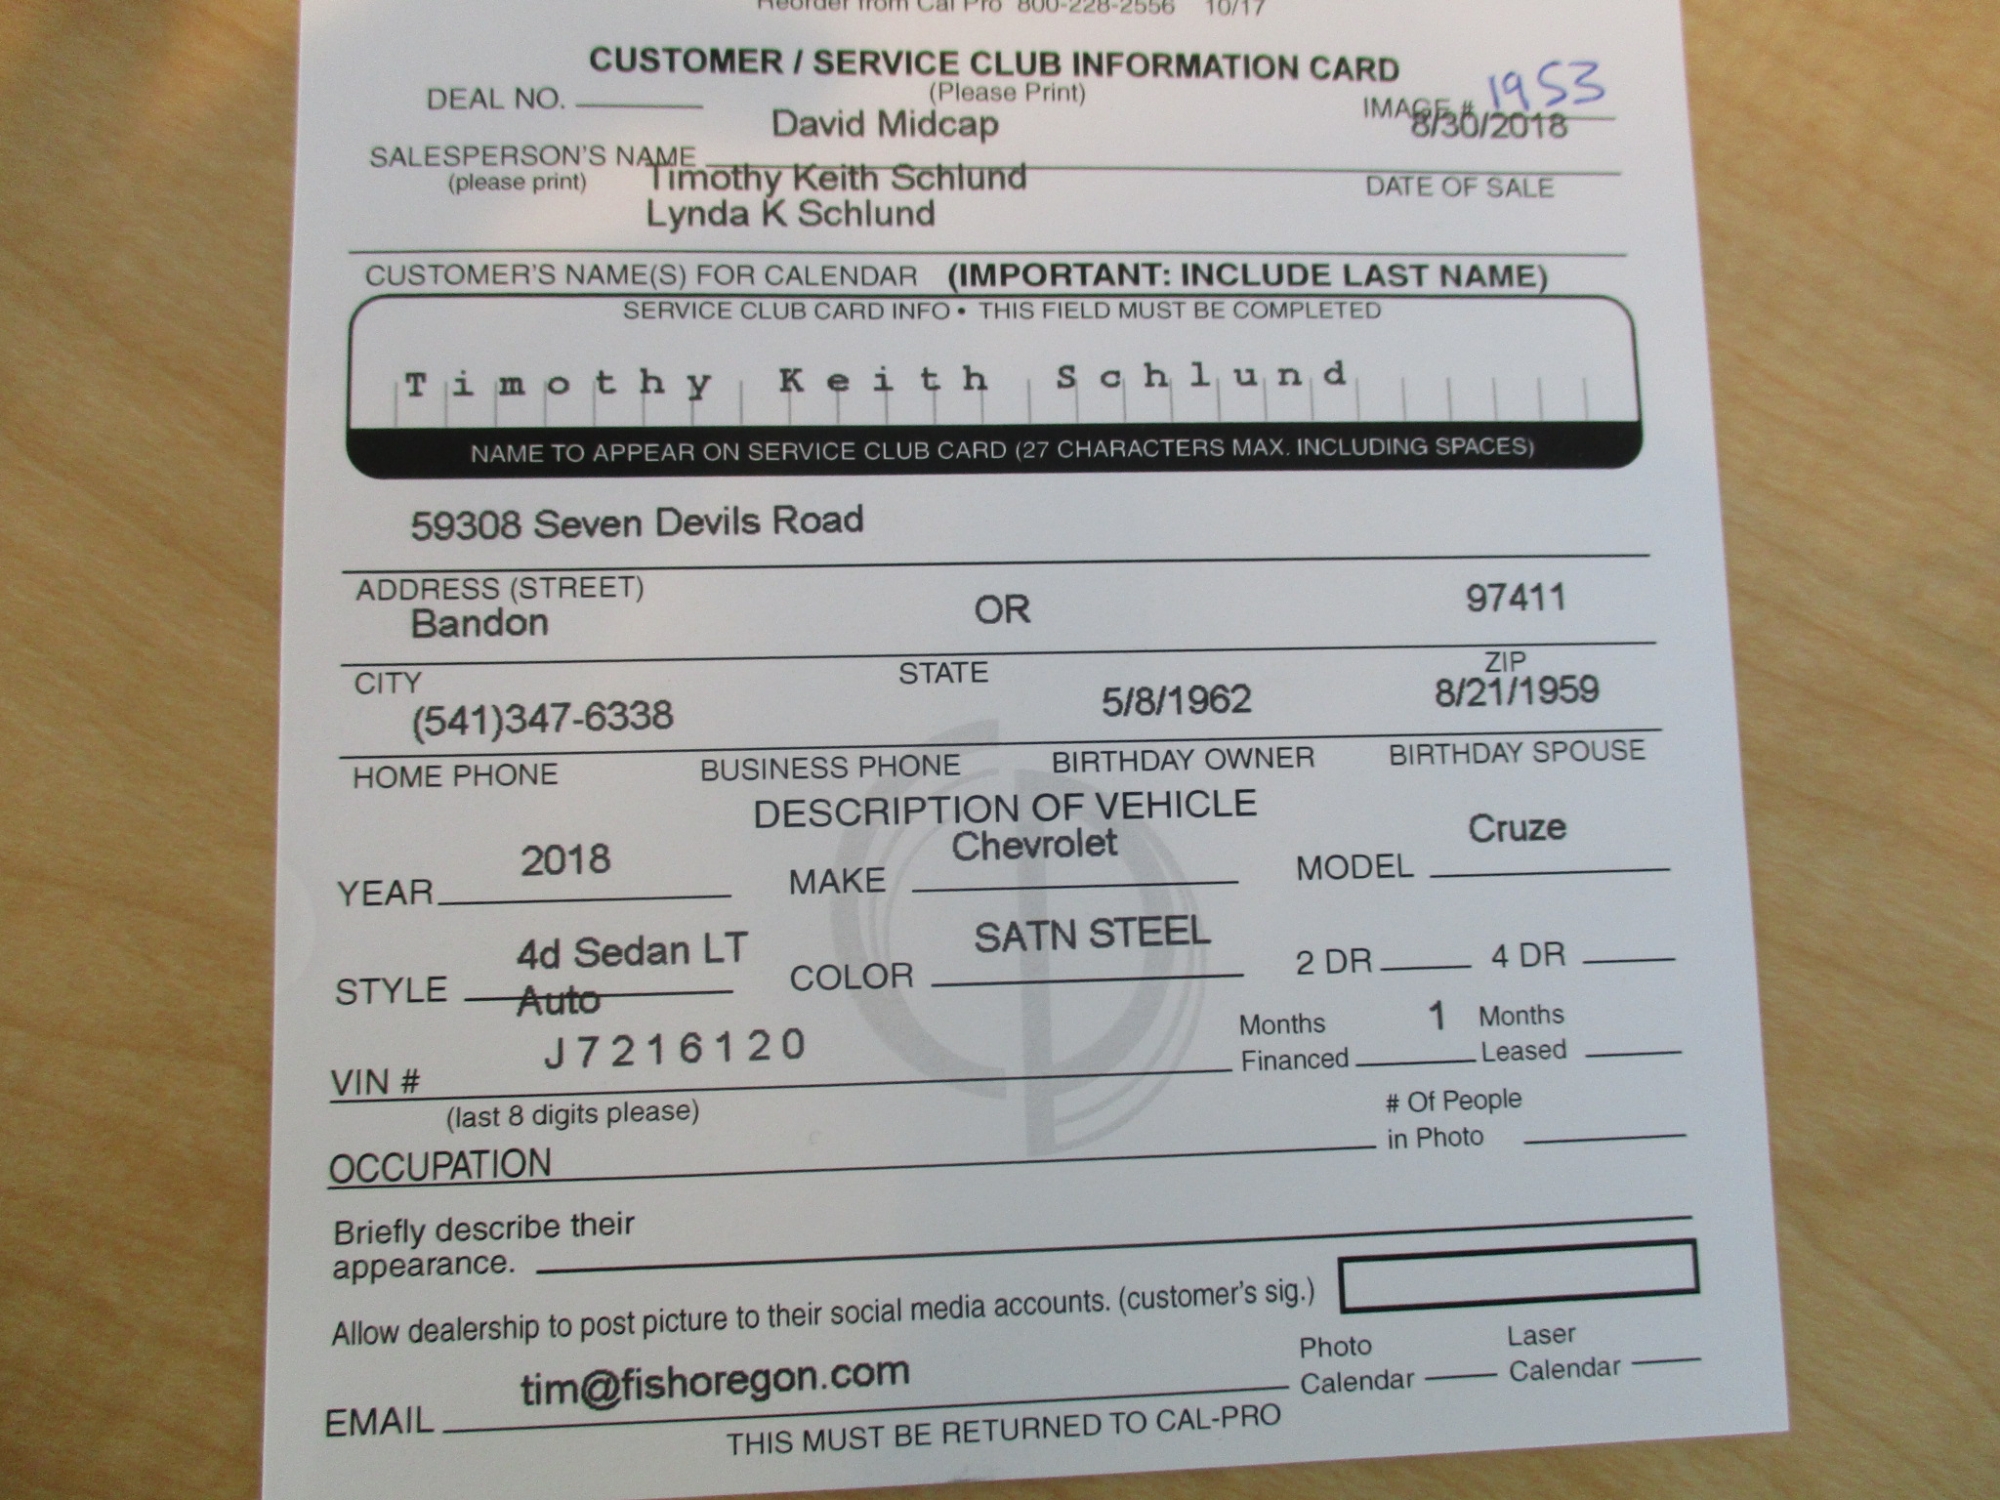 Reorder from Cal Pro 800-228-2556 10/17
CUSTOMER / SERVICE CLUB INFORMATION CARD
(Please Print)
DEAL NO.
IMAGE # 1953
David Midcap 8/30/2018
SALESPERSON'S NAME
(please print)
DATE OF SALE
Timothy Keith Schlund
Lynda K Schlund
CUSTOMER'S NAME(S) FOR CALENDAR (IMPORTANT: INCLUDE LAST NAME)
SERVICE CLUB CARD INFO • THIS FIELD MUST BE COMPLETED
Timothy Keith Schlund
NAME TO APPEAR ON SERVICE CLUB CARD (27 CHARACTERS MAX. INCLUDING SPACES)
59308 Seven Devils Road
ADDRESS (STREET)
Bandon OR 97411
CITY STATE ZIP
(541)347-6338 5/8/1962 8/21/1959
HOME PHONE BUSINESS PHONE BIRTHDAY OWNER BIRTHDAY SPOUSE
DESCRIPTION OF VEHICLE
YEAR 2018 MAKE Chevrolet MODEL Cruze
STYLE 4d Sedan LT COLOR SATN STEEL 2 DR 4 DR
Auto
VIN # J7216120
(last 8 digits please)
Months 1 Months
Financed Leased
# Of People
in Photo
OCCUPATION
Briefly describe their
appearance.
Allow dealership to post picture to their social media accounts. (customer's sig.)
Photo Laser
Calendar Calendar
EMAIL tim@fishoregon.com
THIS MUST BE RETURNED TO CAL-PRO